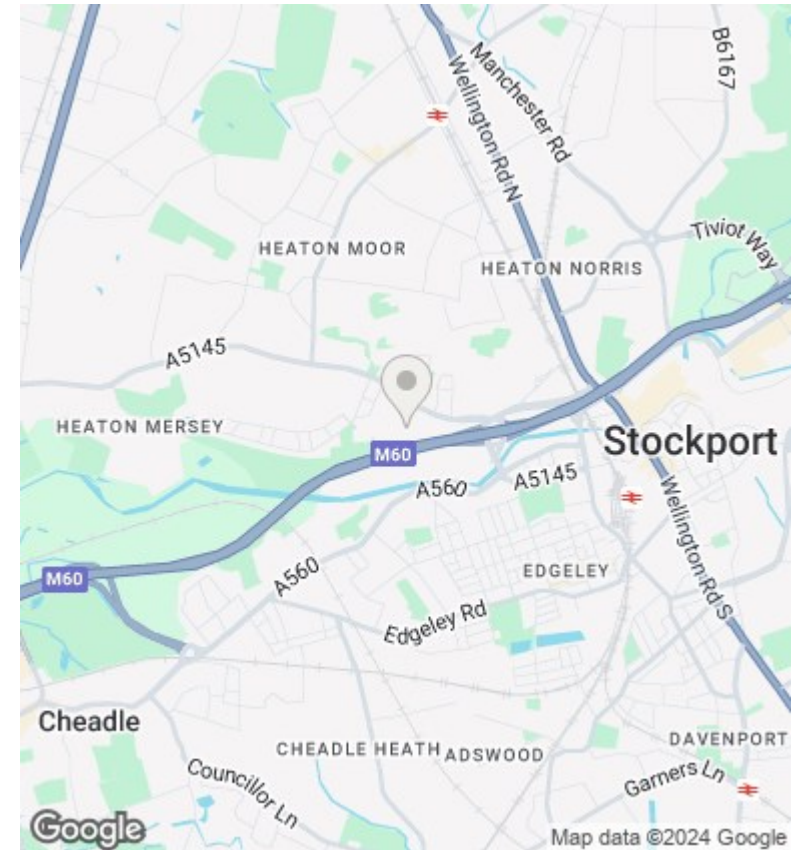 B6167
Manchester Rd
Wellington Rd N
Tiviot Way
HEATON MOOR
HEATON NORRIS
A5145
HEATON MERSEY
M60
Stockport
A560
A5145
M60
A560
EDGELEY
Wellington Rd S
Edgeley Rd
Cheadle
CHEADLE HEATH
ADSWOOD
DAVENPORT
Councillor Ln
Garners Ln
Google
Map data ©2024 Google